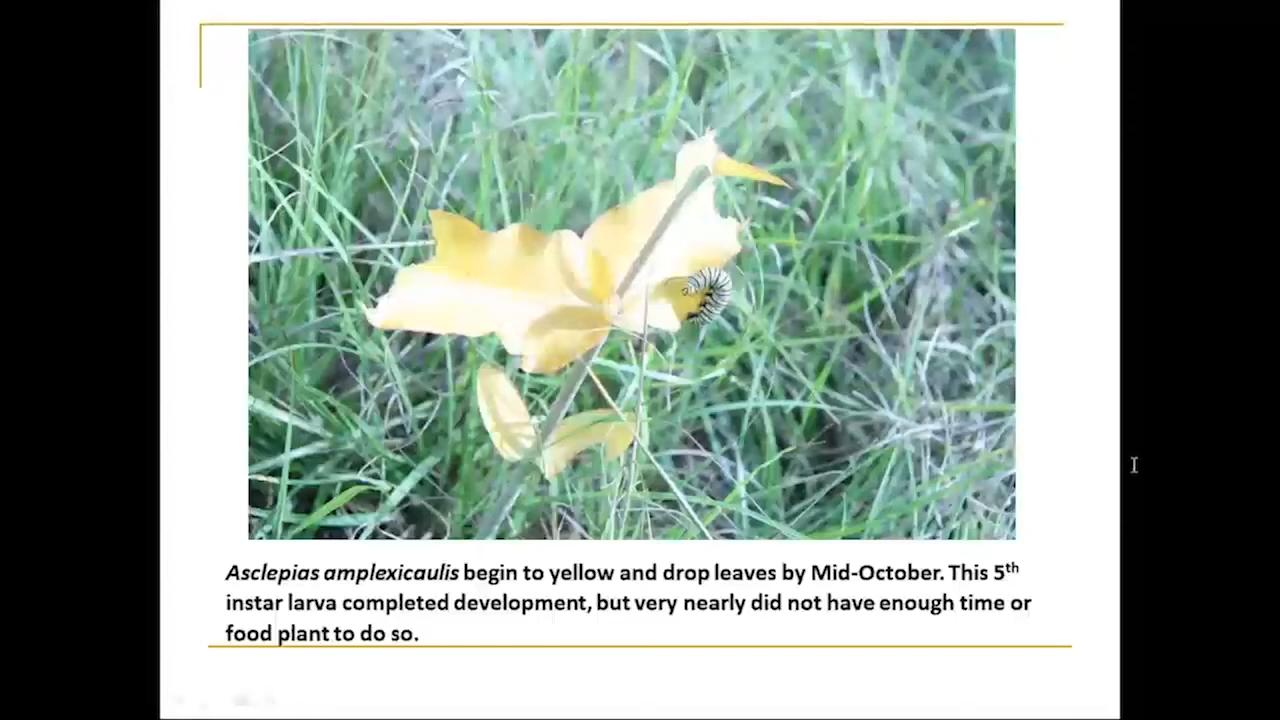 Asclepias amplexicaulis begin to yellow and drop leaves by Mid-October. This 5th
instar larva completed development, but very nearly did not have enough time or
food plant to do so.